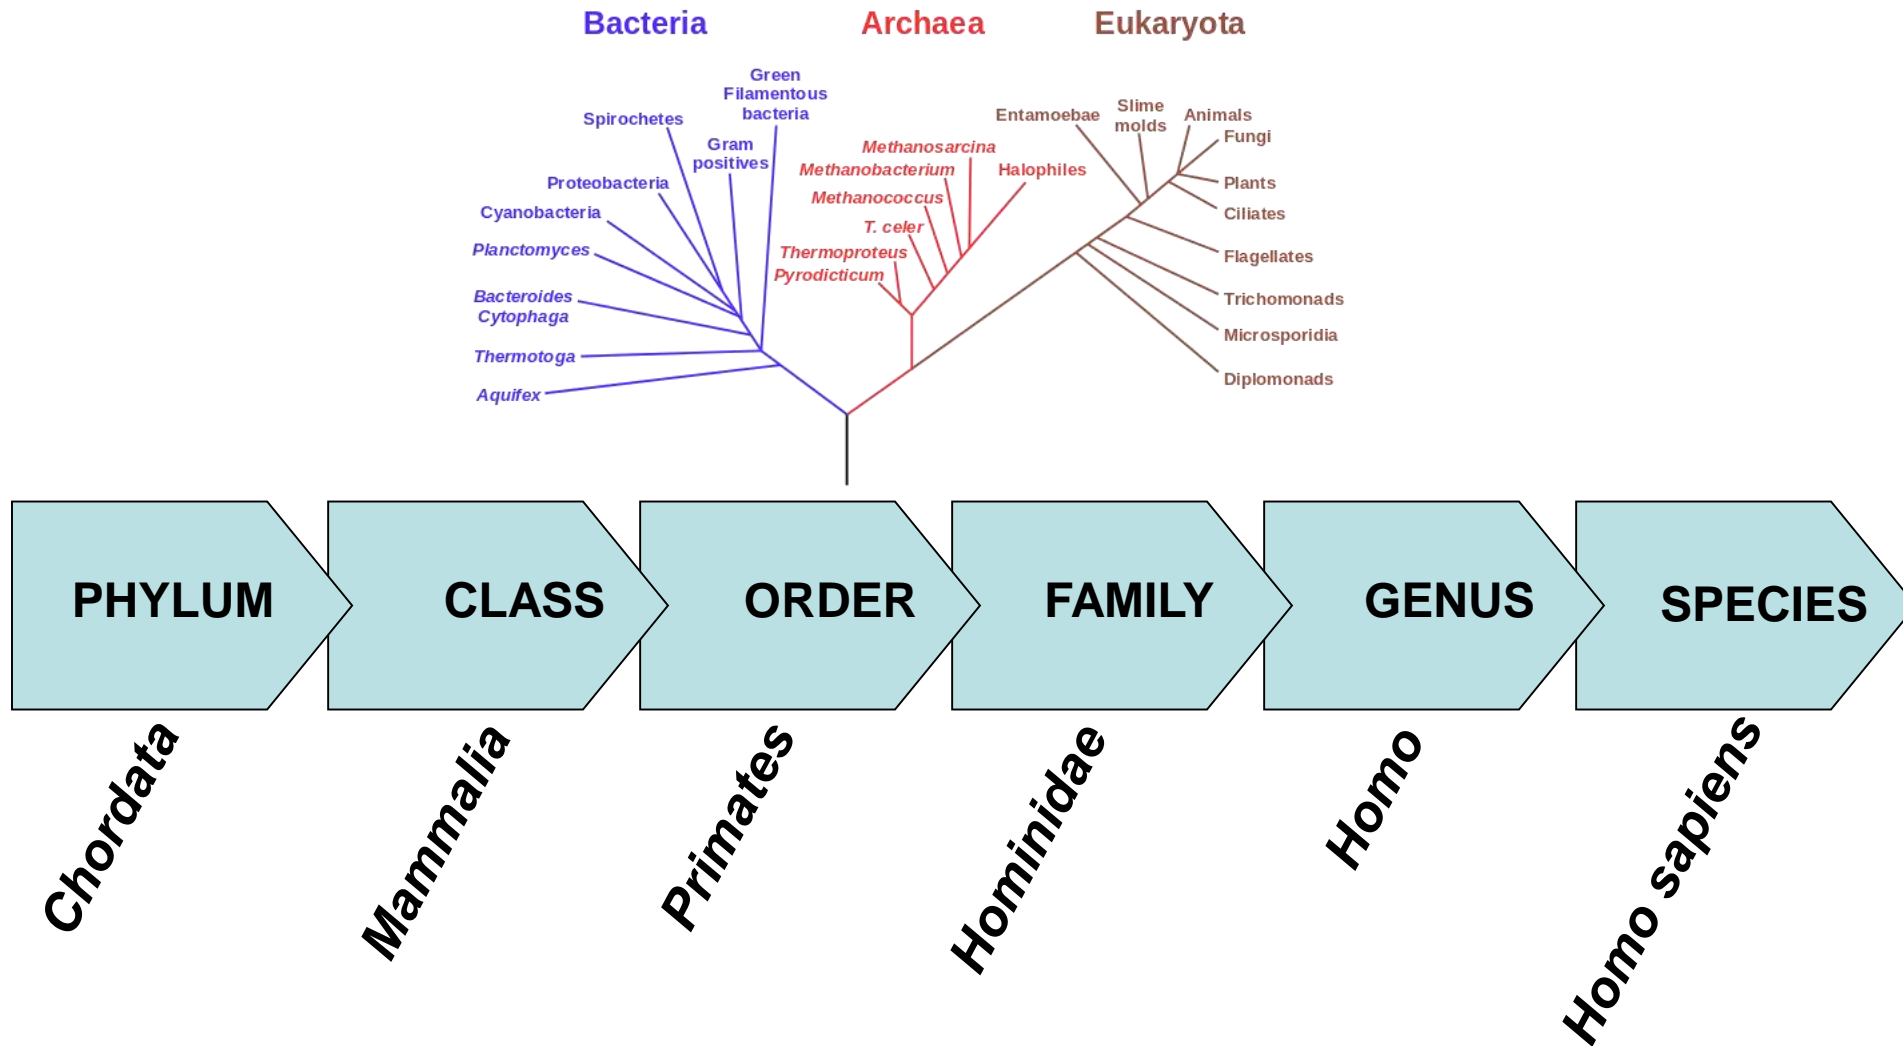 Bacteria
Archaea
Eukaryota
Green
Filamentous
bacteria
Spirochetes
Gram
positives
Proteobacteria
Cyanobacteria
Planctomyces
Bacteroides
Cytophaga
Thermotoga
Aquifex
Methanosarcina
Methanobacterium
Halophiles
Methanococcus
T. celer
Thermoproteus
Pyrodicticum
Entamoebae
Slime
molds
Animals
Fungi
Plants
Ciliates
Flagellates
Trichomonads
Microsporidia
Diplomonads
PHYLUM
CLASS
ORDER
FAMILY
GENUS
SPECIES
Chordata
Mammalia
Primates
Hominidae
Homo
Homo sapiens